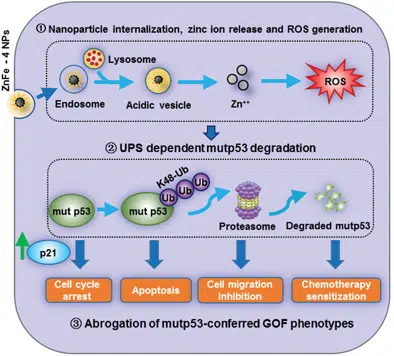 ① Nanoparticle internalization, zinc ion release and ROS generation
ZnFe - 4 NPs
Lysosome
Endosome
Acidic vesicle
Zn++
ROS
② UPS dependent mutp53 degradation
K48-Ub
Ub Ub Ub
mut p53
mut p53
Proteasome
Degraded mutp53
p21
Cell cycle
arrest
Apoptosis
Cell migration
inhibition
Chemotherapy
sensitization
③ Abrogation of mutp53-conferred GOF phenotypes